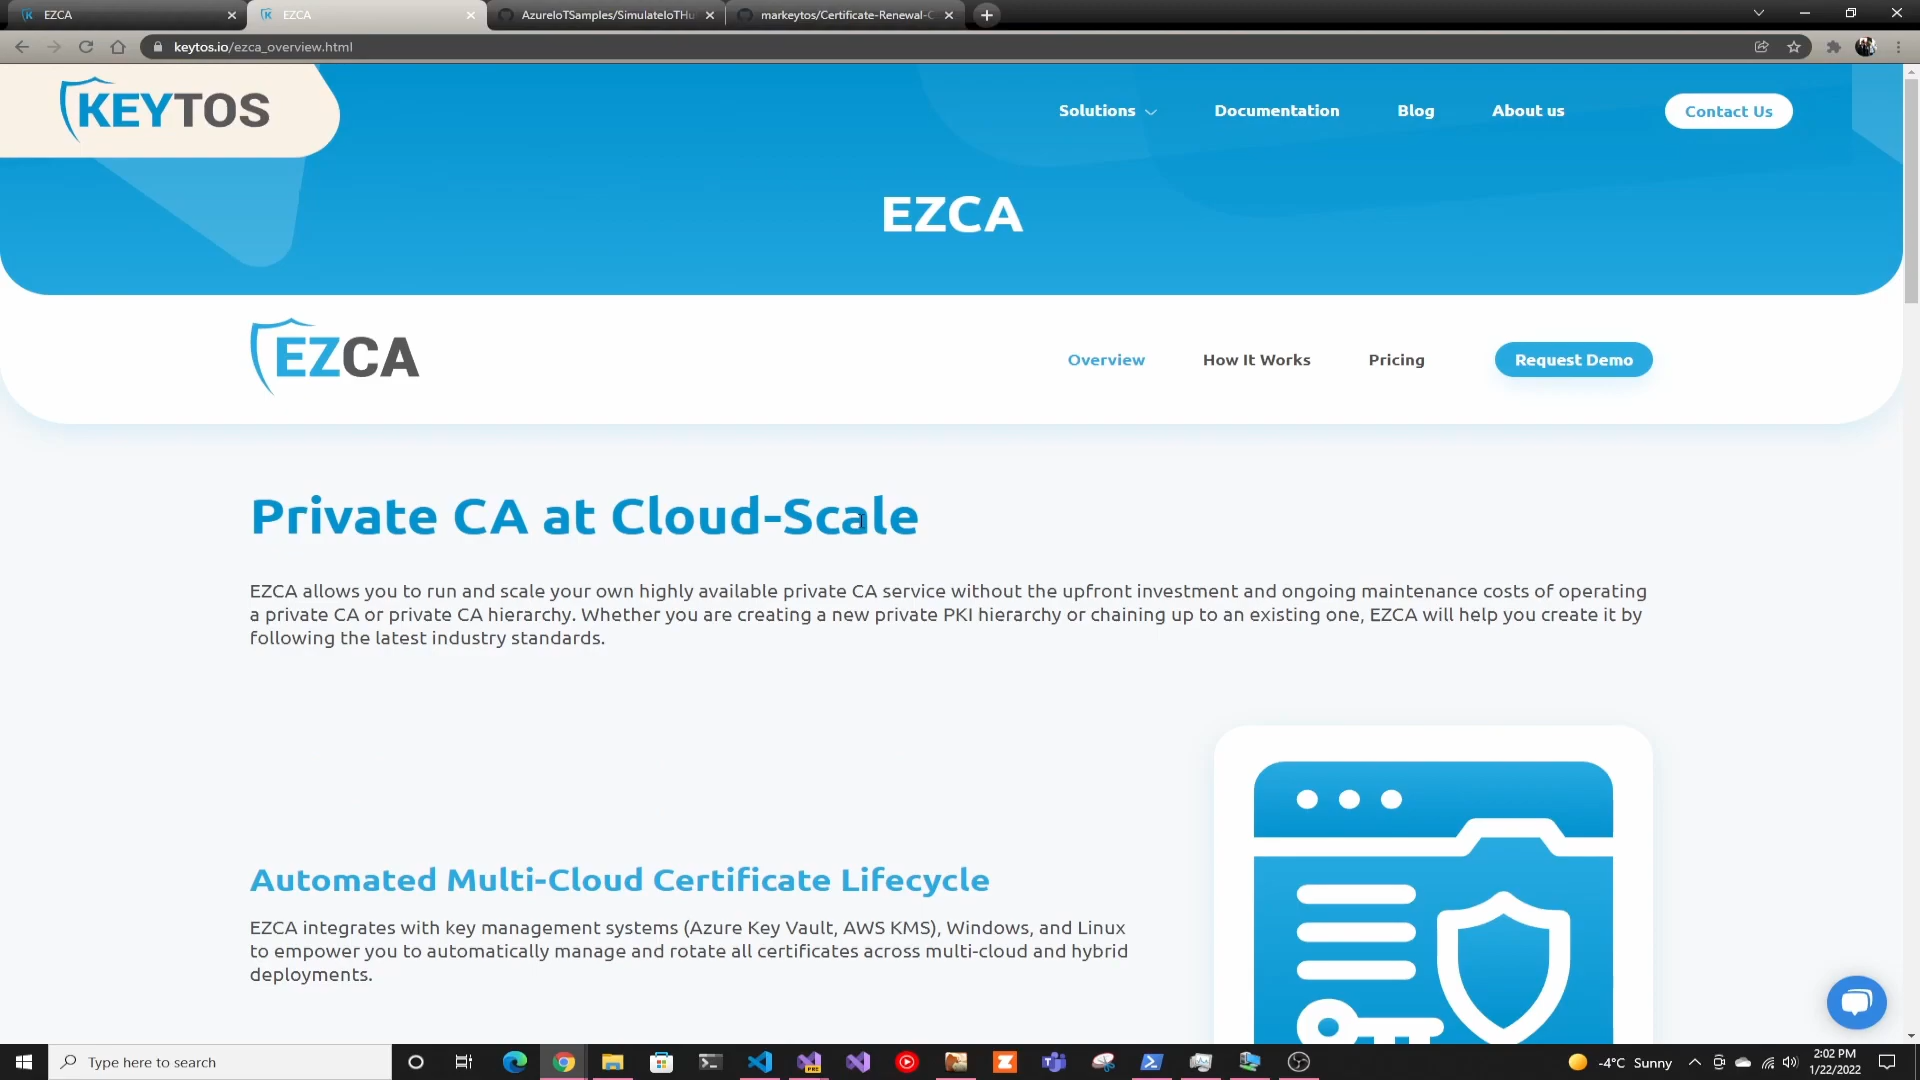 EZCA
EZCA
AzureIoTSamples/SimulateIoTHu
markeytos/Certificate-Renewal-C
keytos.io/ezca_overview.html
KEYTOS
Solutions
Documentation
Blog
About us
Contact Us
EZCA
EZCA
Overview
How It Works
Pricing
Request Demo
Private CA at Cloud-Scale
EZCA allows you to run and scale your own highly available private CA service without the upfront investment and ongoing maintenance costs of operating
a private CA or private CA hierarchy. Whether you are creating a new private PKI hierarchy or chaining up to an existing one, EZCA will help you create it by
following the latest industry standards.
Automated Multi-Cloud Certificate Lifecycle
EZCA integrates with key management systems (Azure Key Vault, AWS KMS), Windows, and Linux
to empower you to automatically manage and rotate all certificates across multi-cloud and hybrid
deployments.
Type here to search
PRE
-4°C Sunny
2:02 PM
1/22/2022